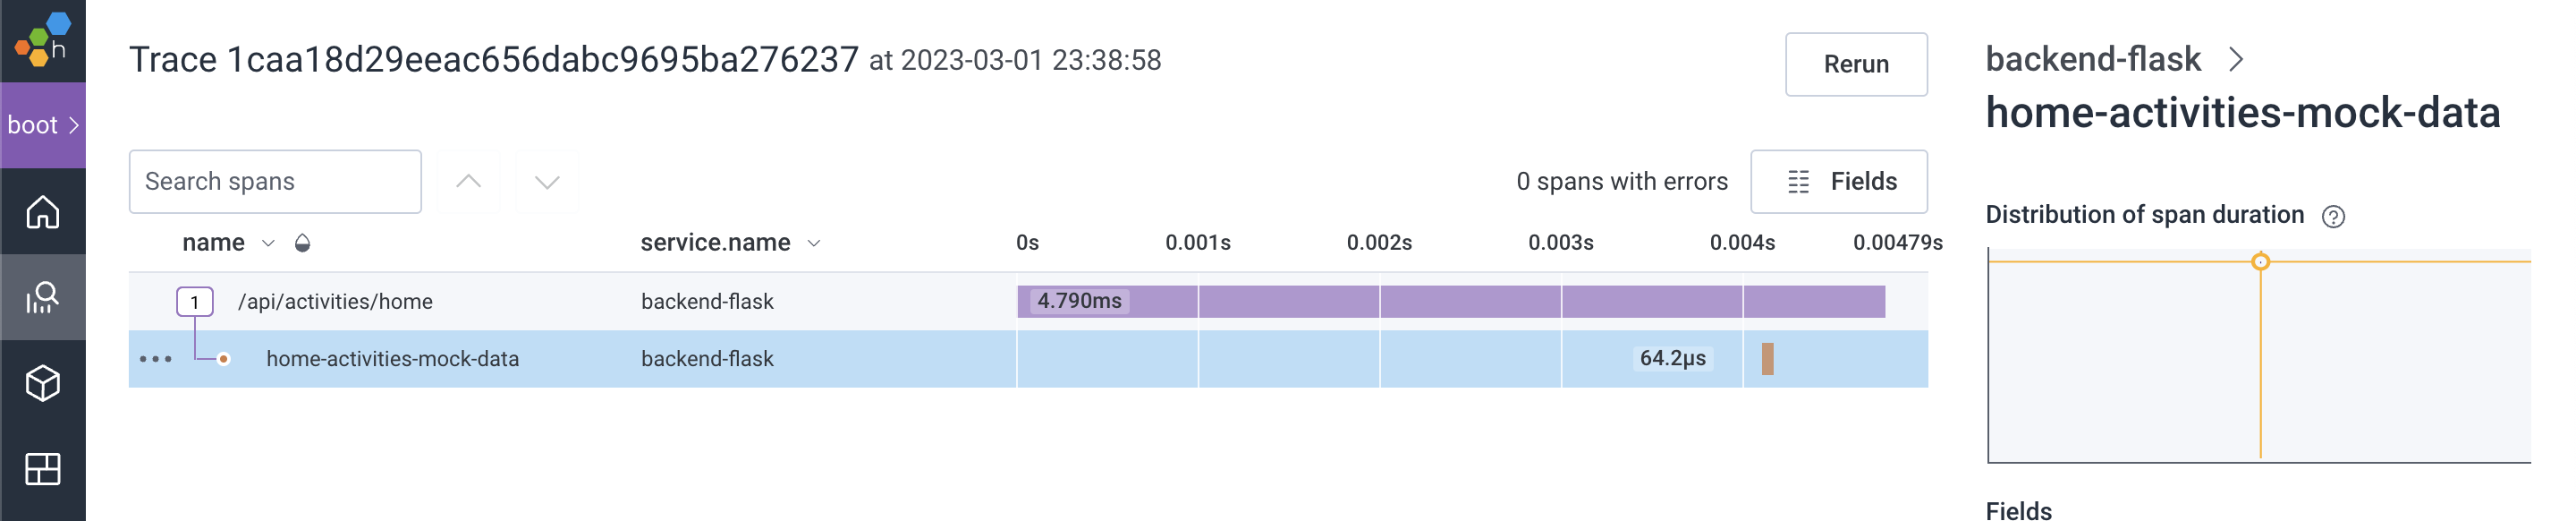 h
boot
Trace 1caa18d29eeac656dabc9695ba276237 at 2023-03-01 23:38:58
Rerun
Search spans
0 spans with errors
Fields
name service.name 0s 0.001s 0.002s 0.003s 0.004s 0.00479s
1 /api/activities/home backend-flask 4.790ms
home-activities-mock-data backend-flask 64.2µs
backend-flask
home-activities-mock-data
Distribution of span duration ?
Fields